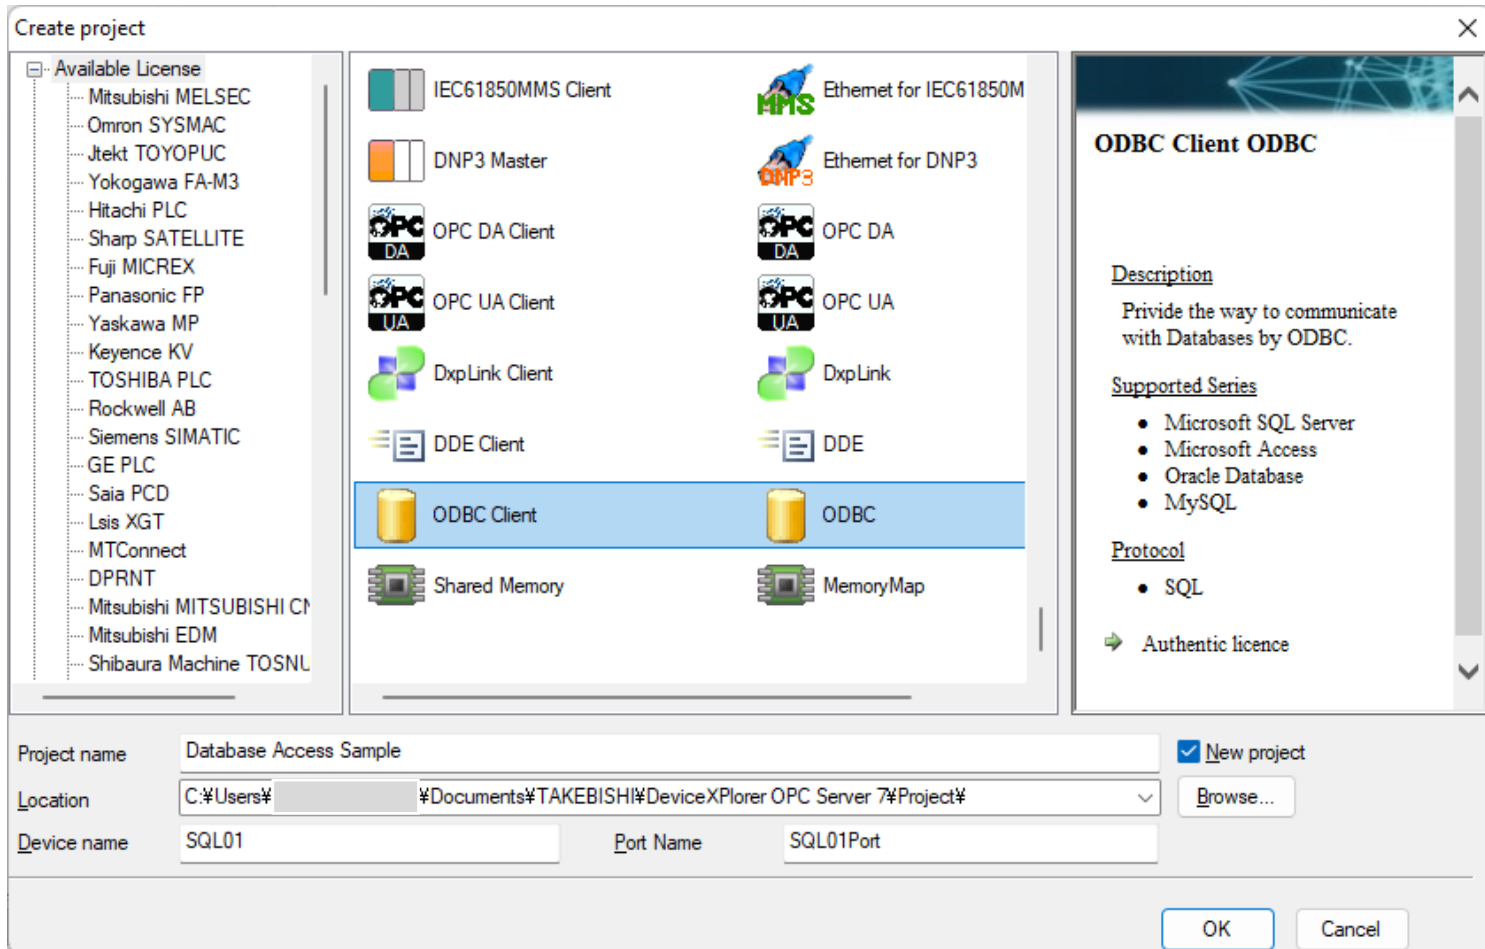 Create project
Available License
Mitsubishi MELSEC
Omron SYSMAC
Jtekt TOYOPUC
Yokogawa FA-M3
Hitachi PLC
Sharp SATELLITE
Fuji MICREX
Panasonic FP
Yaskawa MP
Keyence KV
TOSHIBA PLC
Rockwell AB
Siemens SIMATIC
GE PLC
Saia PCD
Lsis XGT
MTConnect
DPRNT
Mitsubishi MITSUBISHI CN
Mitsubishi EDM
Shibaura Machine TOSNU
IEC61850MMS Client
MMS
Ethernet for IEC61850M
DNP3 Master
DNP3
Ethernet for DNP3
OPC DA
OPC DA Client
OPC DA
OPC DA
OPC UA
OPC UA Client
OPC UA
OPC UA
DxpLink Client
DxpLink
DDE Client
DDE
ODBC Client
ODBC
Shared Memory
MemoryMap
ODBC Client ODBC
Description
Privide the way to communicate
with Databases by ODBC.
Supported Series
● Microsoft SQL Server
● Microsoft Access
● Oracle Database
● MySQL
Protocol
● SQL
Authentic licence
Project name
Database Access Sample
New project
Location
C:¥Users¥
¥Documents¥TAKEBISHI¥DeviceXPlorer OPC Server 7¥Project¥
Browse...
Device name
SQL01
Port Name
SQL01Port
OK
Cancel